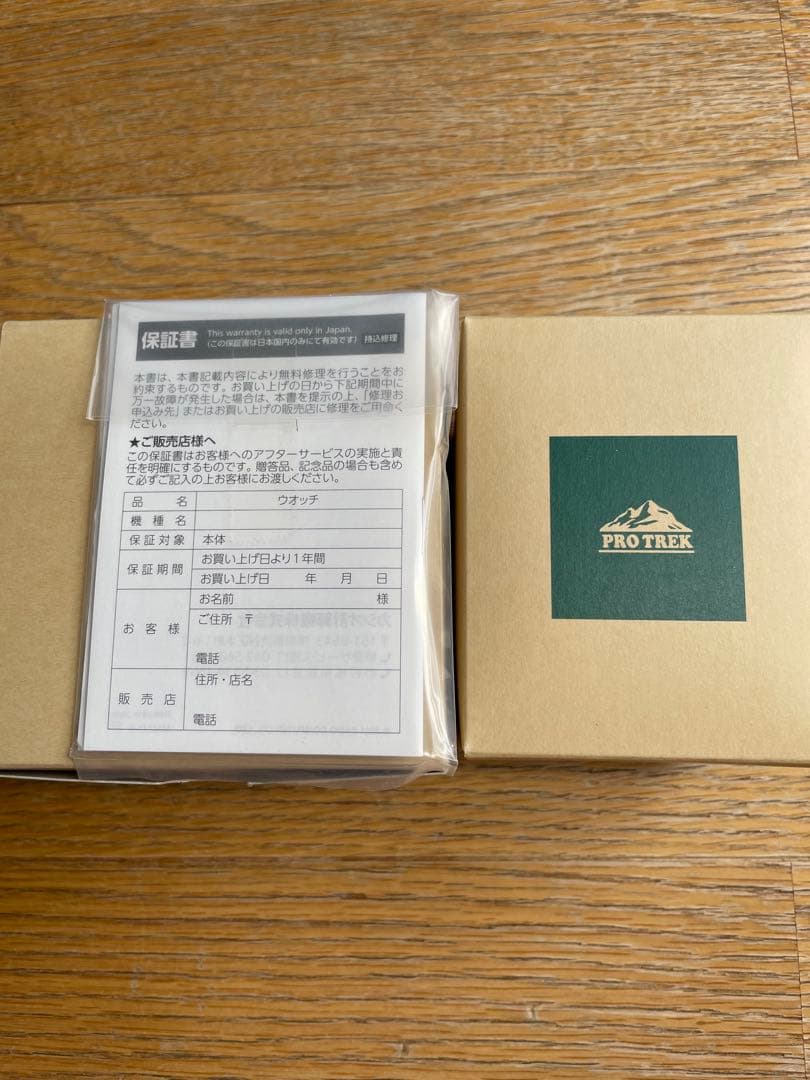 保証書
This warranty is valid only in Japan.
(この保証書は日本国内のみにて有効です)
持込修理
本書は、本書記載内容により無料修理を行うことをお
約束するものです。お買い上げの日から下記期間中に
万一故障が発生した場合は、本書を提示の上、「修理お
申込み先」またはお買い上げの販売店に修理をご用命く
ださい。
★ご販売店様へ
この保証書はお客様へのアフターサービスの実施と責
任を明確にするものです。贈答品、記念品の場合も含め
て必ずご記入の上お客様にお渡しください。
品名 ウオッチ
機種名
保証対象 本体
保証期間 お買い上げ日より1年間
お買い上げ日 年 月 日
お客様 お名前 様
ご住所 〒
電話
販売店 住所・店名
電話
PRO TREK